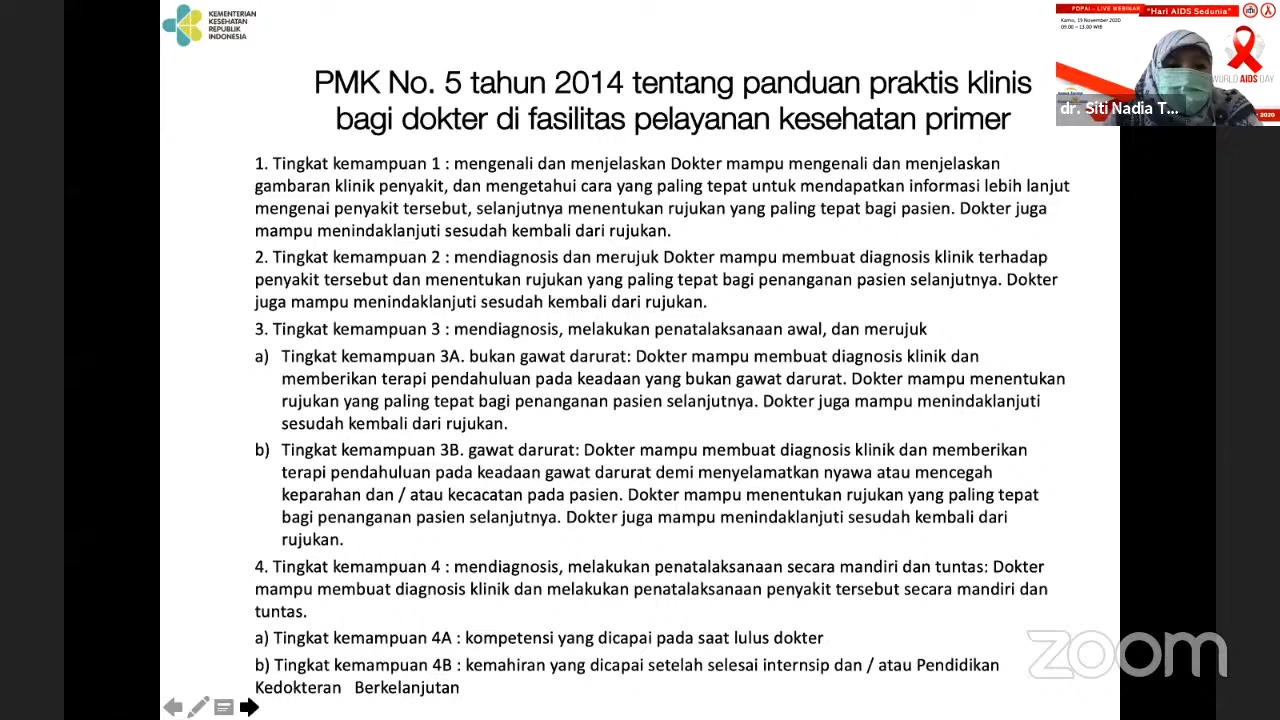 KEMENTERIAN
KESEHATAN
REPUBLIK
INDONESIA
PDPAI – LIVE WEBINAR
"Hari AIDS Sedunia"
Kamis, 19 November 2020
09.00 – 13.00 WIB
WORLD AIDS DAY
dr. Siti Nadia T...
2020
PMK No. 5 tahun 2014 tentang panduan praktis klinis
bagi dokter di fasilitas pelayanan kesehatan primer
1. Tingkat kemampuan 1 : mengenali dan menjelaskan Dokter mampu mengenali dan menjelaskan
gambaran klinik penyakit, dan mengetahui cara yang paling tepat untuk mendapatkan informasi lebih lanjut
mengenai penyakit tersebut, selanjutnya menentukan rujukan yang paling tepat bagi pasien. Dokter juga
mampu menindaklanjuti sesudah kembali dari rujukan.
2. Tingkat kemampuan 2 : mendiagnosis dan merujuk Dokter mampu membuat diagnosis klinik terhadap
penyakit tersebut dan menentukan rujukan yang paling tepat bagi penanganan pasien selanjutnya. Dokter
juga mampu menindaklanjuti sesudah kembali dari rujukan.
3. Tingkat kemampuan 3 : mendiagnosis, melakukan penatalaksanaan awal, dan merujuk
a) Tingkat kemampuan 3A. bukan gawat darurat: Dokter mampu membuat diagnosis klinik dan
memberikan terapi pendahuluan pada keadaan yang bukan gawat darurat. Dokter mampu menentukan
rujukan yang paling tepat bagi penanganan pasien selanjutnya. Dokter juga mampu menindaklanjuti
sesudah kembali dari rujukan.
b) Tingkat kemampuan 3B. gawat darurat: Dokter mampu membuat diagnosis klinik dan memberikan
terapi pendahuluan pada keadaan gawat darurat demi menyelamatkan nyawa atau mencegah
keparahan dan / atau kecacatan pada pasien. Dokter mampu menentukan rujukan yang paling tepat
bagi penanganan pasien selanjutnya. Dokter juga mampu menindaklanjuti sesudah kembali dari
rujukan.
4. Tingkat kemampuan 4 : mendiagnosis, melakukan penatalaksanaan secara mandiri dan tuntas: Dokter
mampu membuat diagnosis klinik dan melakukan penatalaksanaan penyakit tersebut secara mandiri dan
tuntas.
a) Tingkat kemampuan 4A : kompetensi yang dicapai pada saat lulus dokter
b) Tingkat kemampuan 4B : kemahiran yang dicapai setelah selesai internsip dan / atau Pendidikan
Kedokteran Berkelanjutan
zoom